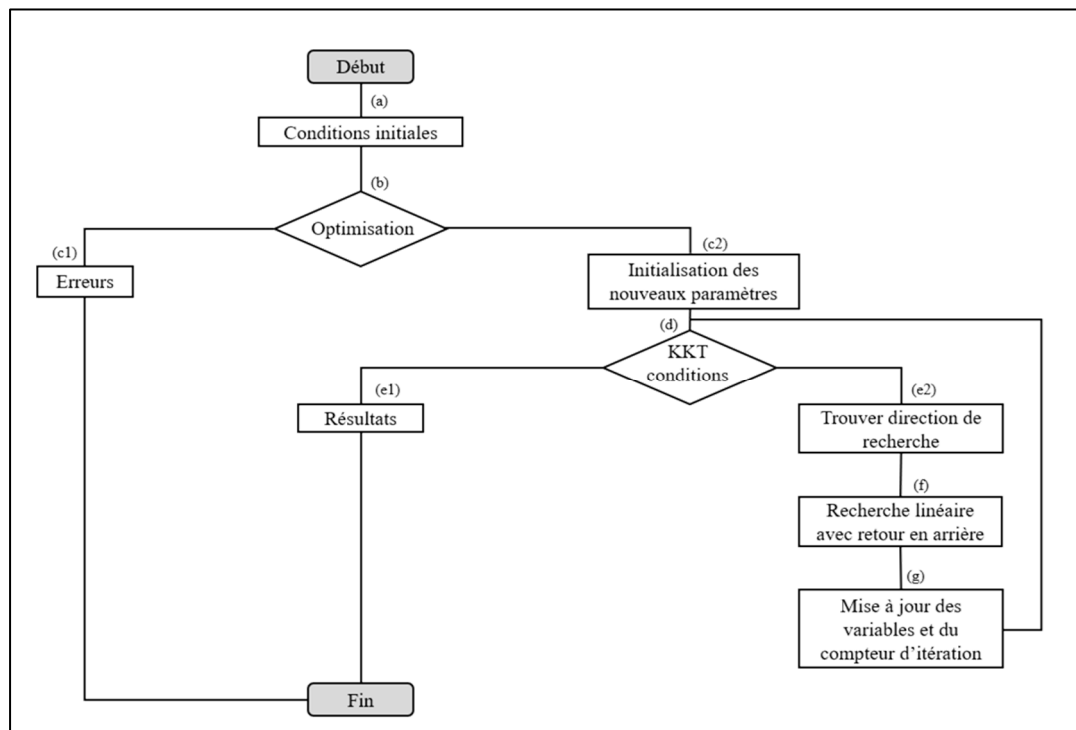 Début
(a)
Conditions initiales
(b)
Optimisation
(c1)
Erreurs
(c2)
Initialisation des
nouveaux paramètres
(d)
KKT
conditions
(e1)
Résultats
(e2)
Trouver direction de
recherche
(f)
Recherche linéaire
avec retour en arrière
(g)
Mise à jour des
variables et du
compteur d’itération
Fin